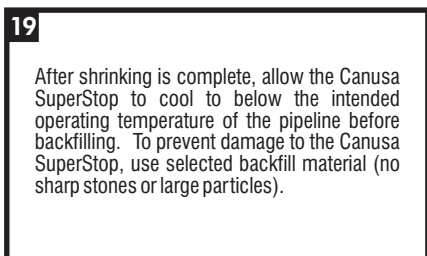 19
After shrinking is complete, allow the Canusa
SuperStop to cool to below the intended
operating temperature of the pipeline before
backfilling. To prevent damage to the Canusa
SuperStop, use selected backfill material (no
sharp stones or large particles).